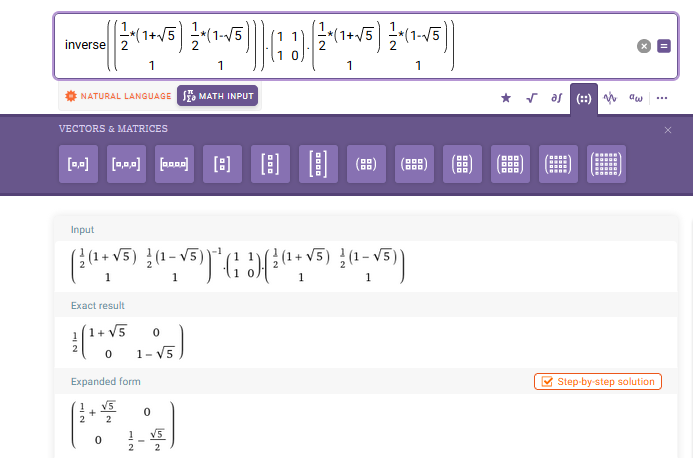 inverse((1/2*(1+√5) 1/2*(1-√5) ; 1 1)).(1 1 ; 1 0).(1/2*(1+√5) 1/2*(1-√5) ; 1 1)
NATURAL LANGUAGE
MATH INPUT
αω
VECTORS & MATRICES
Input
(1/2(1 + √5) 1/2(1 − √5) ; 1 1)^−1.(1 1 ; 1 0).(1/2(1 + √5) 1/2(1 − √5) ; 1 1)
Exact result
1/2(1 + √5 0 ; 0 1 − √5)
Expanded form
Step-by-step solution
(1/2 + √5/2 0 ; 0 1/2 − √5/2)